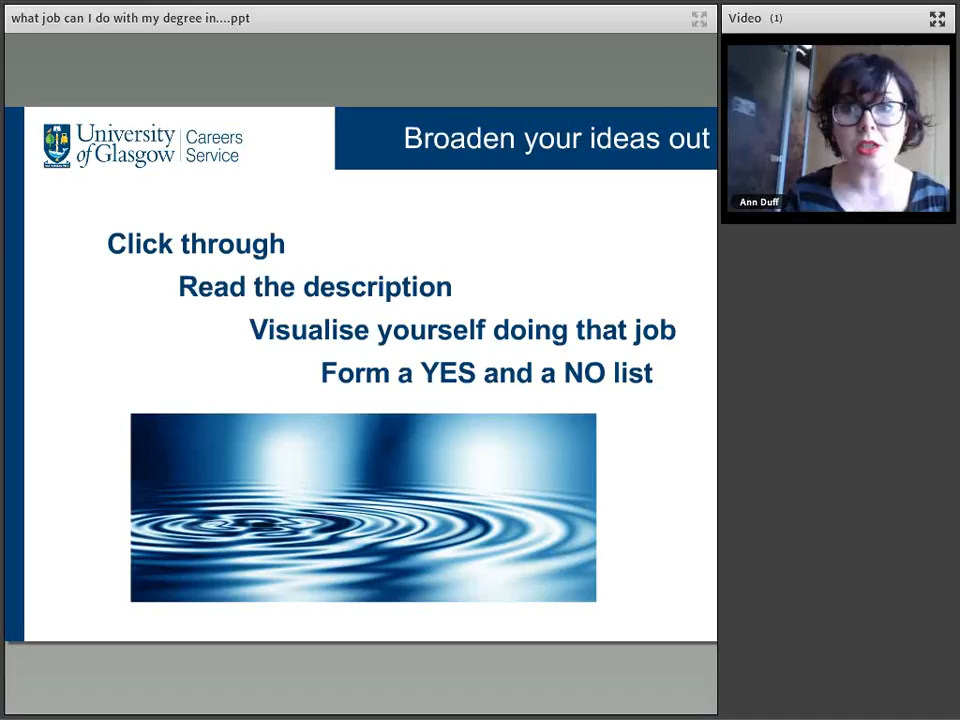 what job can I do with my degree in....ppt
Video (1)
University of Glasgow
Careers Service
Broaden your ideas out
Ann Duff
Click through
Read the description
Visualise yourself doing that job
Form a YES and a NO list